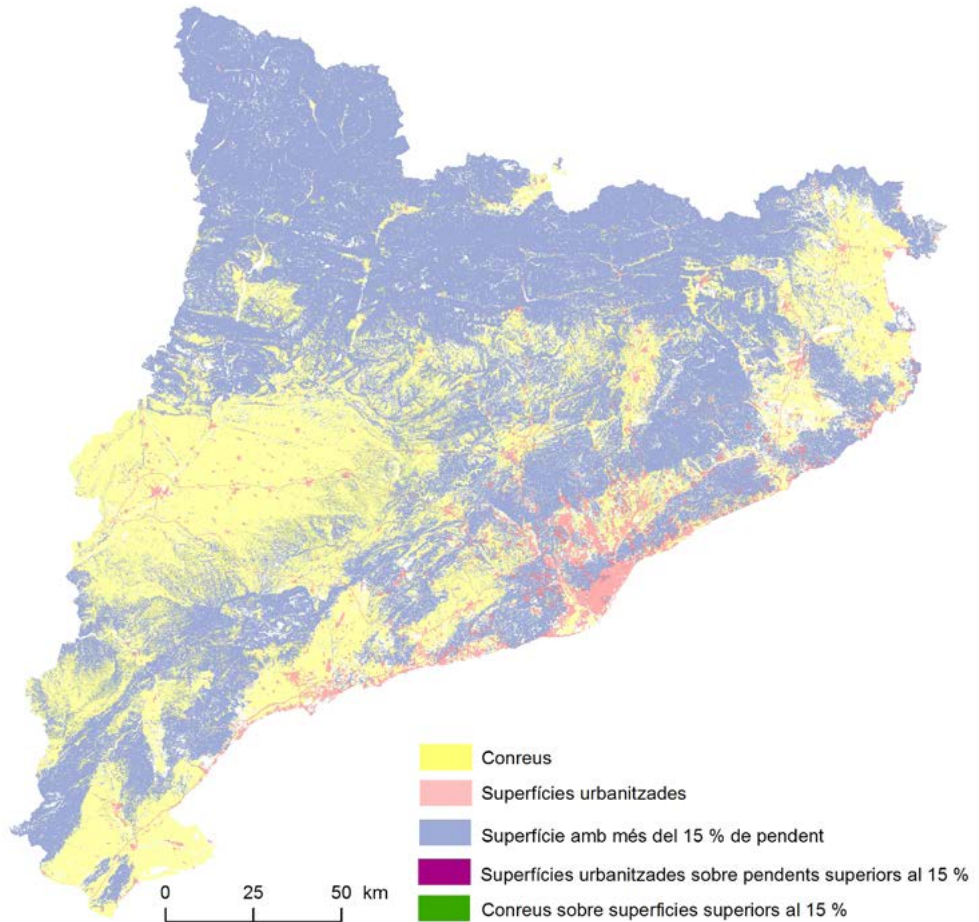 Conreus
Superfícies urbanitzades
Superfície amb més del 15 % de pendent
Superfícies urbanitzades sobre pendents superiors al 15 %
Conreus sobre superficies superiors al 15 %
0 25 50 km